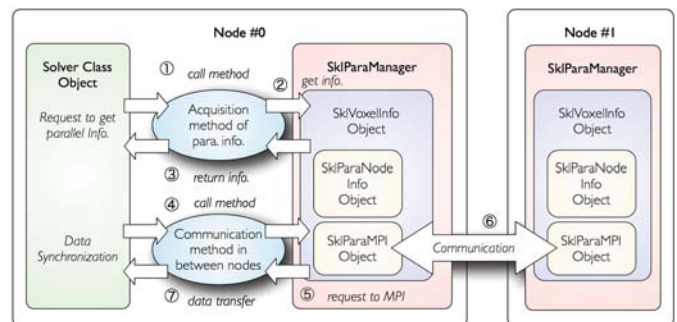 Node #0
Node #1
Solver Class
Object
①
call method
②
SklParaManager
get info.
SklParaManager
Request to get
parallel Info.
Acquisition
method of
para. info.
SklVoxelInfo
Object
SklVoxelInfo
Object
③
return info.
SklParaNode
Info
Object
SklParaNode
Info
Object
④
call method
Data
Synchronization
Communication
method in
between nodes
SklParaMPI
Object
⑥
Communication
SklParaMPI
Object
⑦
data transfer
⑤
request to MPI